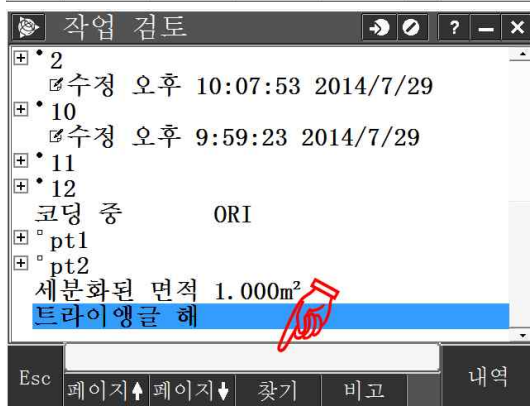 작업 검토 ? - ×
2
수정 오후 10:07:53 2014/7/29
10
수정 오후 9:59:23 2014/7/29
11
12
코딩 중 ORI
pt1
pt2
세분화된 면적 1.000m²
트라이앵글 해
Esc 페이지↑ 페이지↓ 찾기 비고 내역